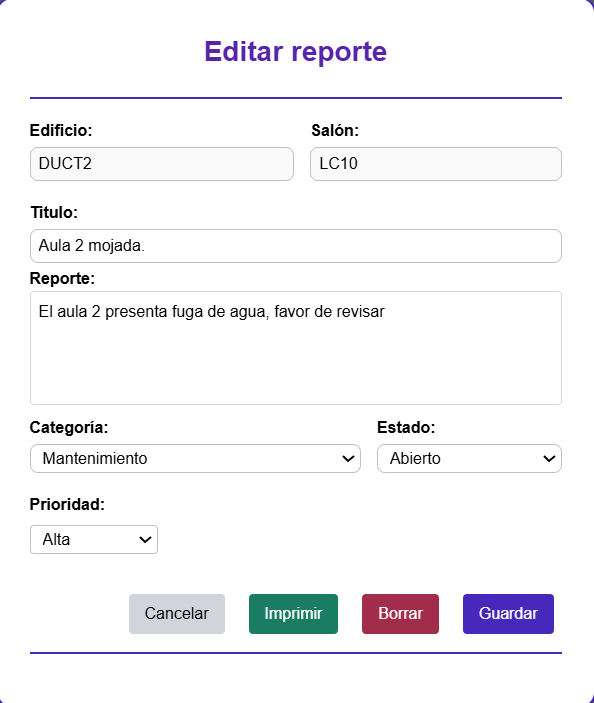 Editar reporte
Edificio: Salón:
DUCT2 LC10
Titulo:
Aula 2 mojada.
Reporte:
El aula 2 presenta fuga de agua, favor de revisar
Categoría: Estado:
Mantenimiento Abierto
Prioridad:
Alta
Cancelar Imprimir Borrar Guardar